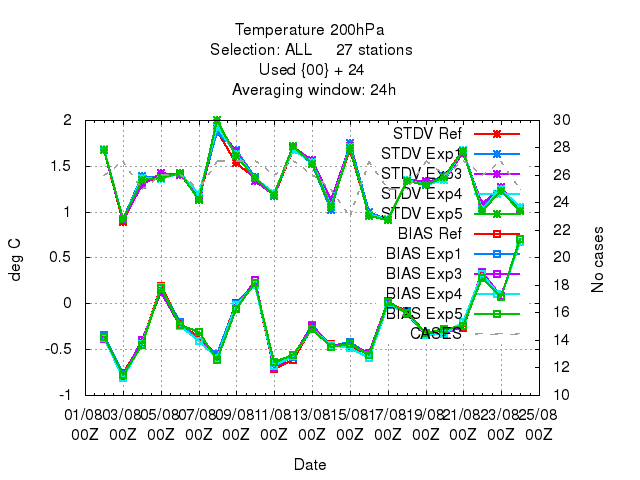 Temperature 200hPa
Selection: ALL 27 stations
Used {00} + 24
Averaging window: 24h
deg C
2
1.5
1
0.5
0
-0.5
-1
STDV Ref
STDV Exp1
STDV Exp3
STDV Exp4
STDV Exp5
BIAS Ref
BIAS Exp1
BIAS Exp3
BIAS Exp4
BIAS Exp5
CASES
30
28
26
24
22
20
18
16
14
12
10
No cases
01/08 03/08 05/08 07/08 09/08 11/08 13/08 15/08 17/08 19/08 21/08 23/08 25/08
00Z 00Z 00Z 00Z 00Z 00Z 00Z 00Z 00Z 00Z 00Z 00Z 00Z
Date